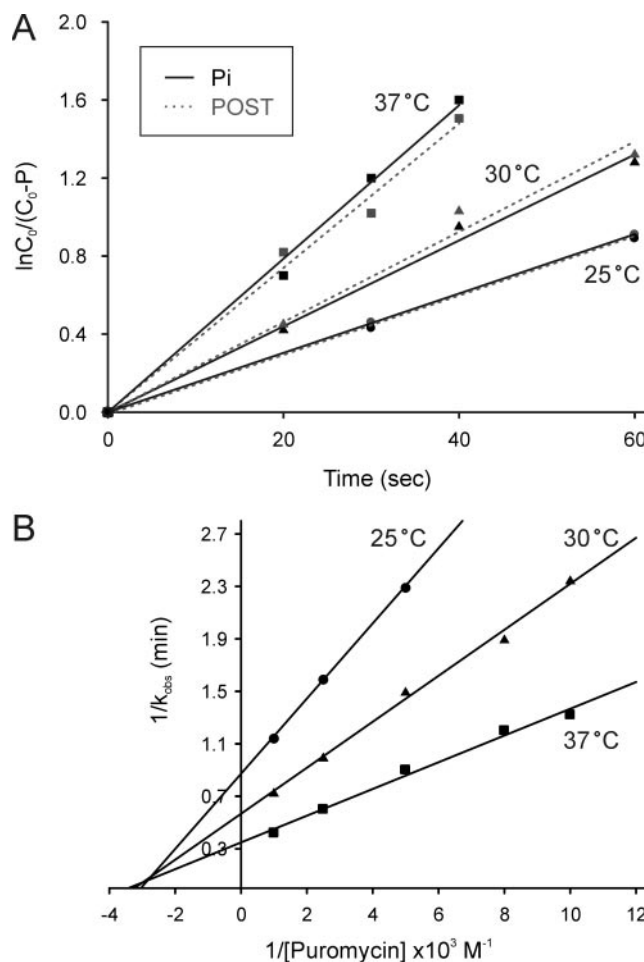 A
2.0
1.6
1.2
0.8
0.4
0.0
lnC₀/(C₀-P)
Pi
POST
37°C
30°C
25°C
0
20
40
60
Time (sec)
B
2.7
2.3
1.9
1.5
1.1
0.7
0.3
1/kobs (min)
25°C
30°C
37°C
-4
-2
0
2
4
6
8
10
12
1/[Puromycin] x10³ M⁻¹